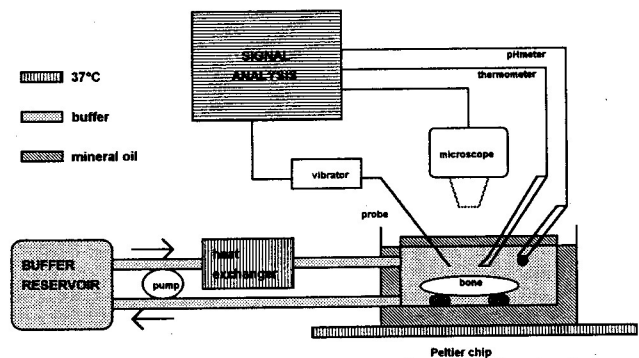 pHmeter
SIGNAL
ANALYSIS
thermometer
37°C
buffer
mineral oil
microscope
vibrator
probe
heat
exchanger
BUFFER
RESERVOIR
pump
bone
Peltier chip